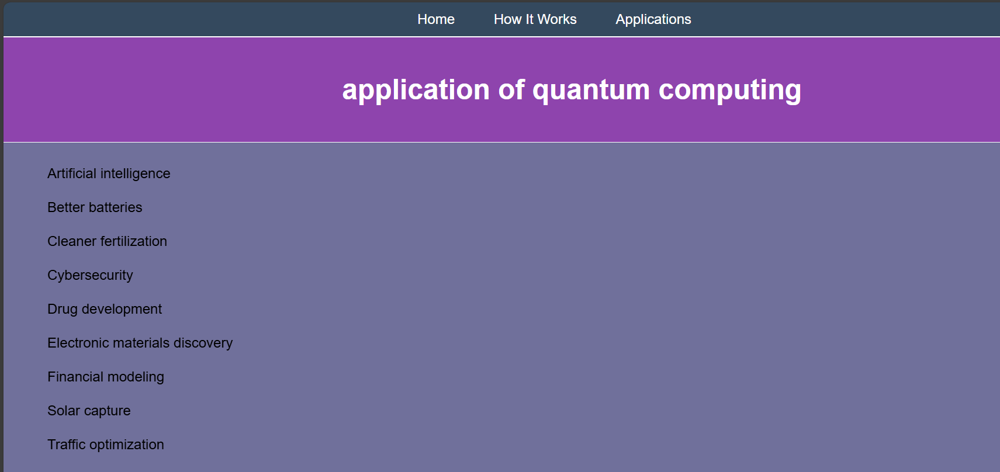 Home How It Works Applications
application of quantum computing
Artificial intelligence
Better batteries
Cleaner fertilization
Cybersecurity
Drug development
Electronic materials discovery
Financial modeling
Solar capture
Traffic optimization